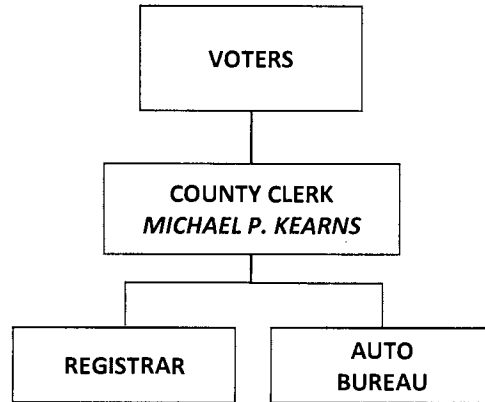 VOTERS
COUNTY CLERK
MICHAEL P. KEARNS
REGISTRAR
AUTO
BUREAU